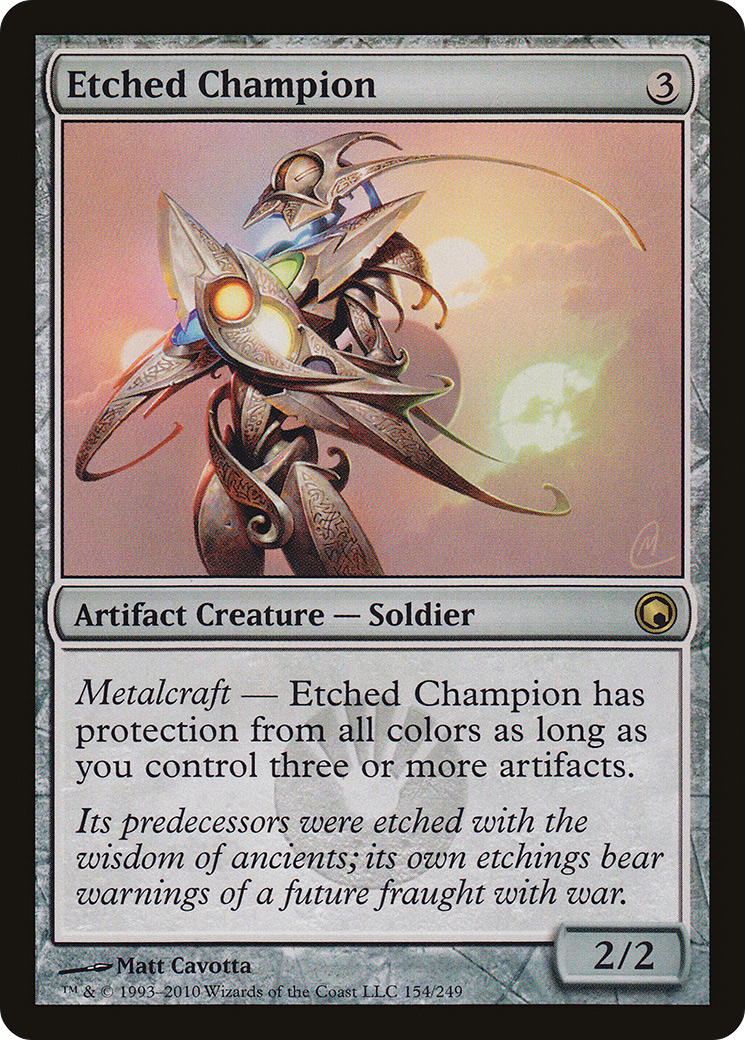 Etched Champion 3
Artifact Creature — Soldier
Metalcraft — Etched Champion has
protection from all colors as long as
you control three or more artifacts.
Its predecessors were etched with the
wisdom of ancients; its own etchings bear
warnings of a future fraught with war.
2/2
Matt Cavotta
™ & © 1993–2010 Wizards of the Coast LLC 154/249